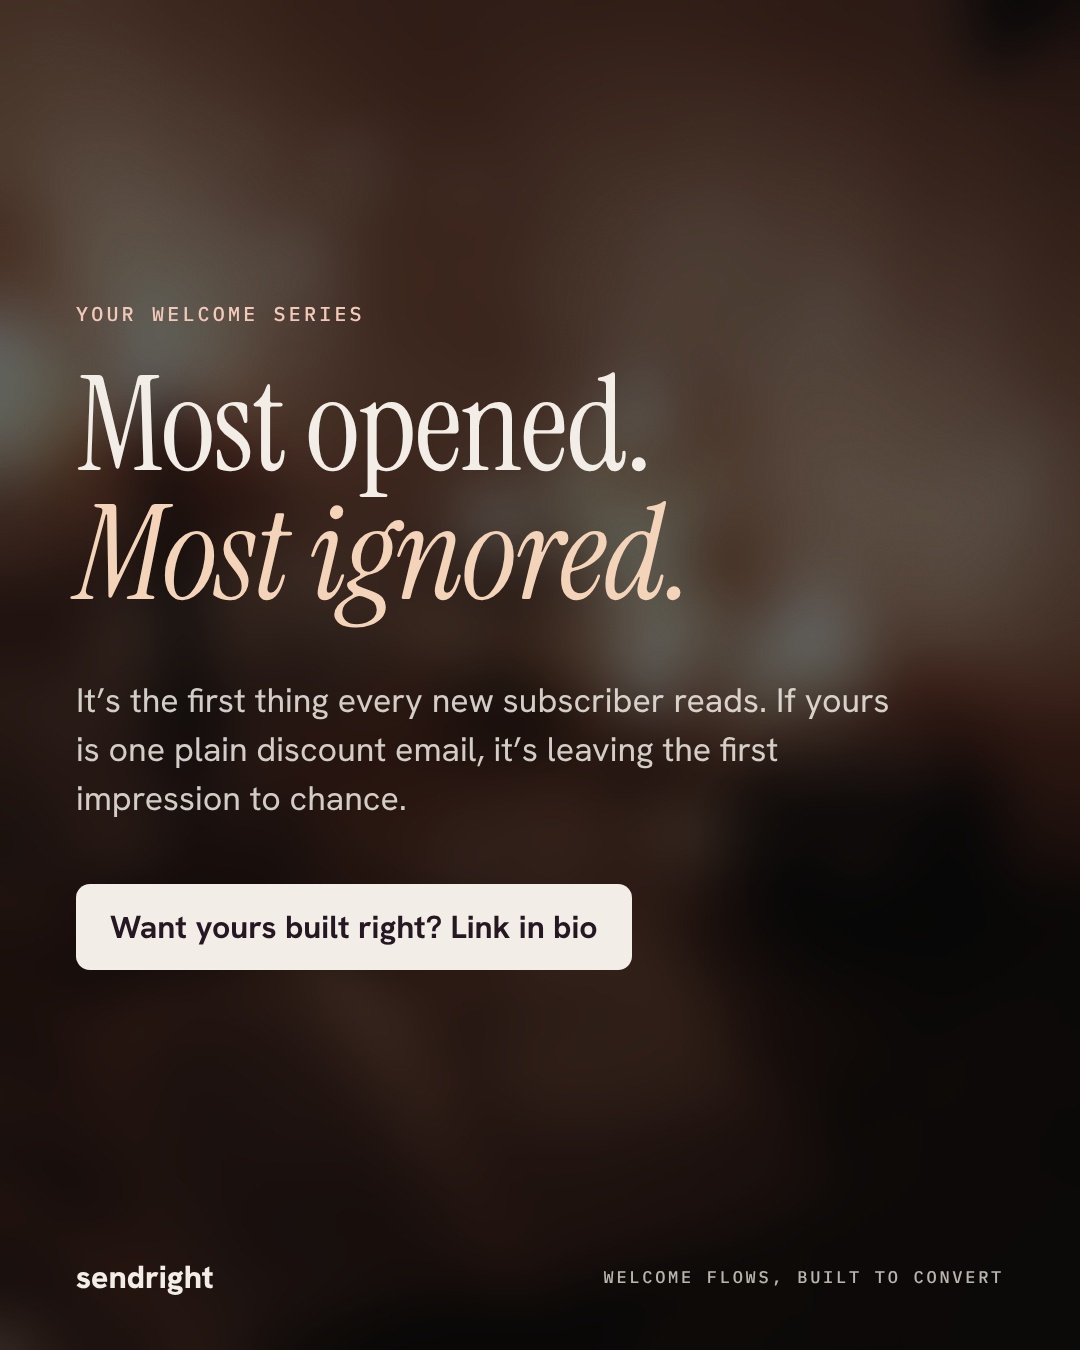 YOUR WELCOME SERIES
Most opened.
Most ignored.
It’s the first thing every new subscriber reads. If yours
is one plain discount email, it’s leaving the first
impression to chance.
Want yours built right? Link in bio
sendright
WELCOME FLOWS, BUILT TO CONVERT